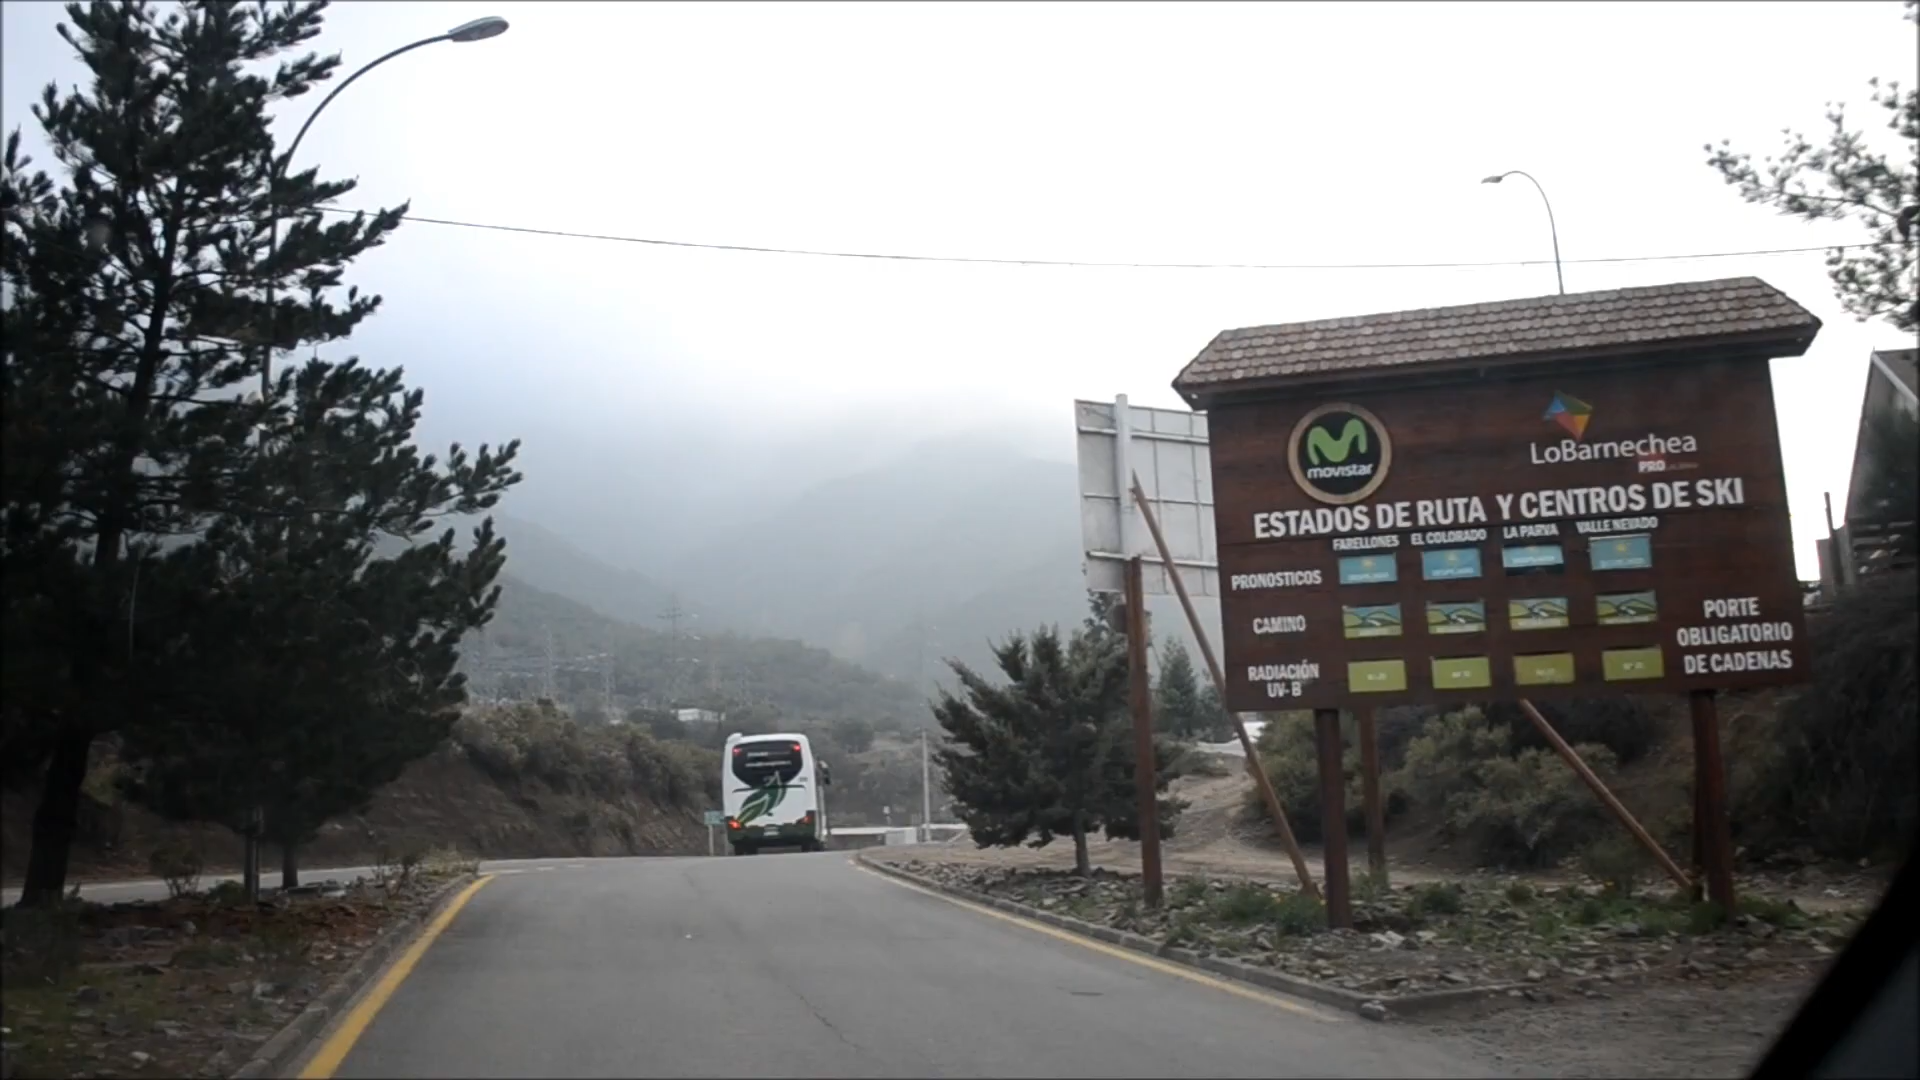 movistar
LoBarnechea
PRO
ESTADOS DE RUTA Y CENTROS DE SKI
FARELLONES EL COLORADO LA PARVA VALLE NEVADO
PRONOSTICOS
CAMINO
RADIACIÓN
UV-B
PORTE
OBLIGATORIO
DE CADENAS